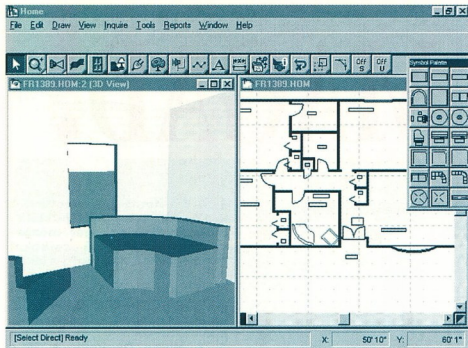 Home
File Edit Draw View Inquire Tools Reports Window Help
A Off S Off U
Symbol Palette
FR1389.HOM:2 (3D View)
FR1389.HOM
[Select Direct] Ready X: 50'10" Y: 60'1"